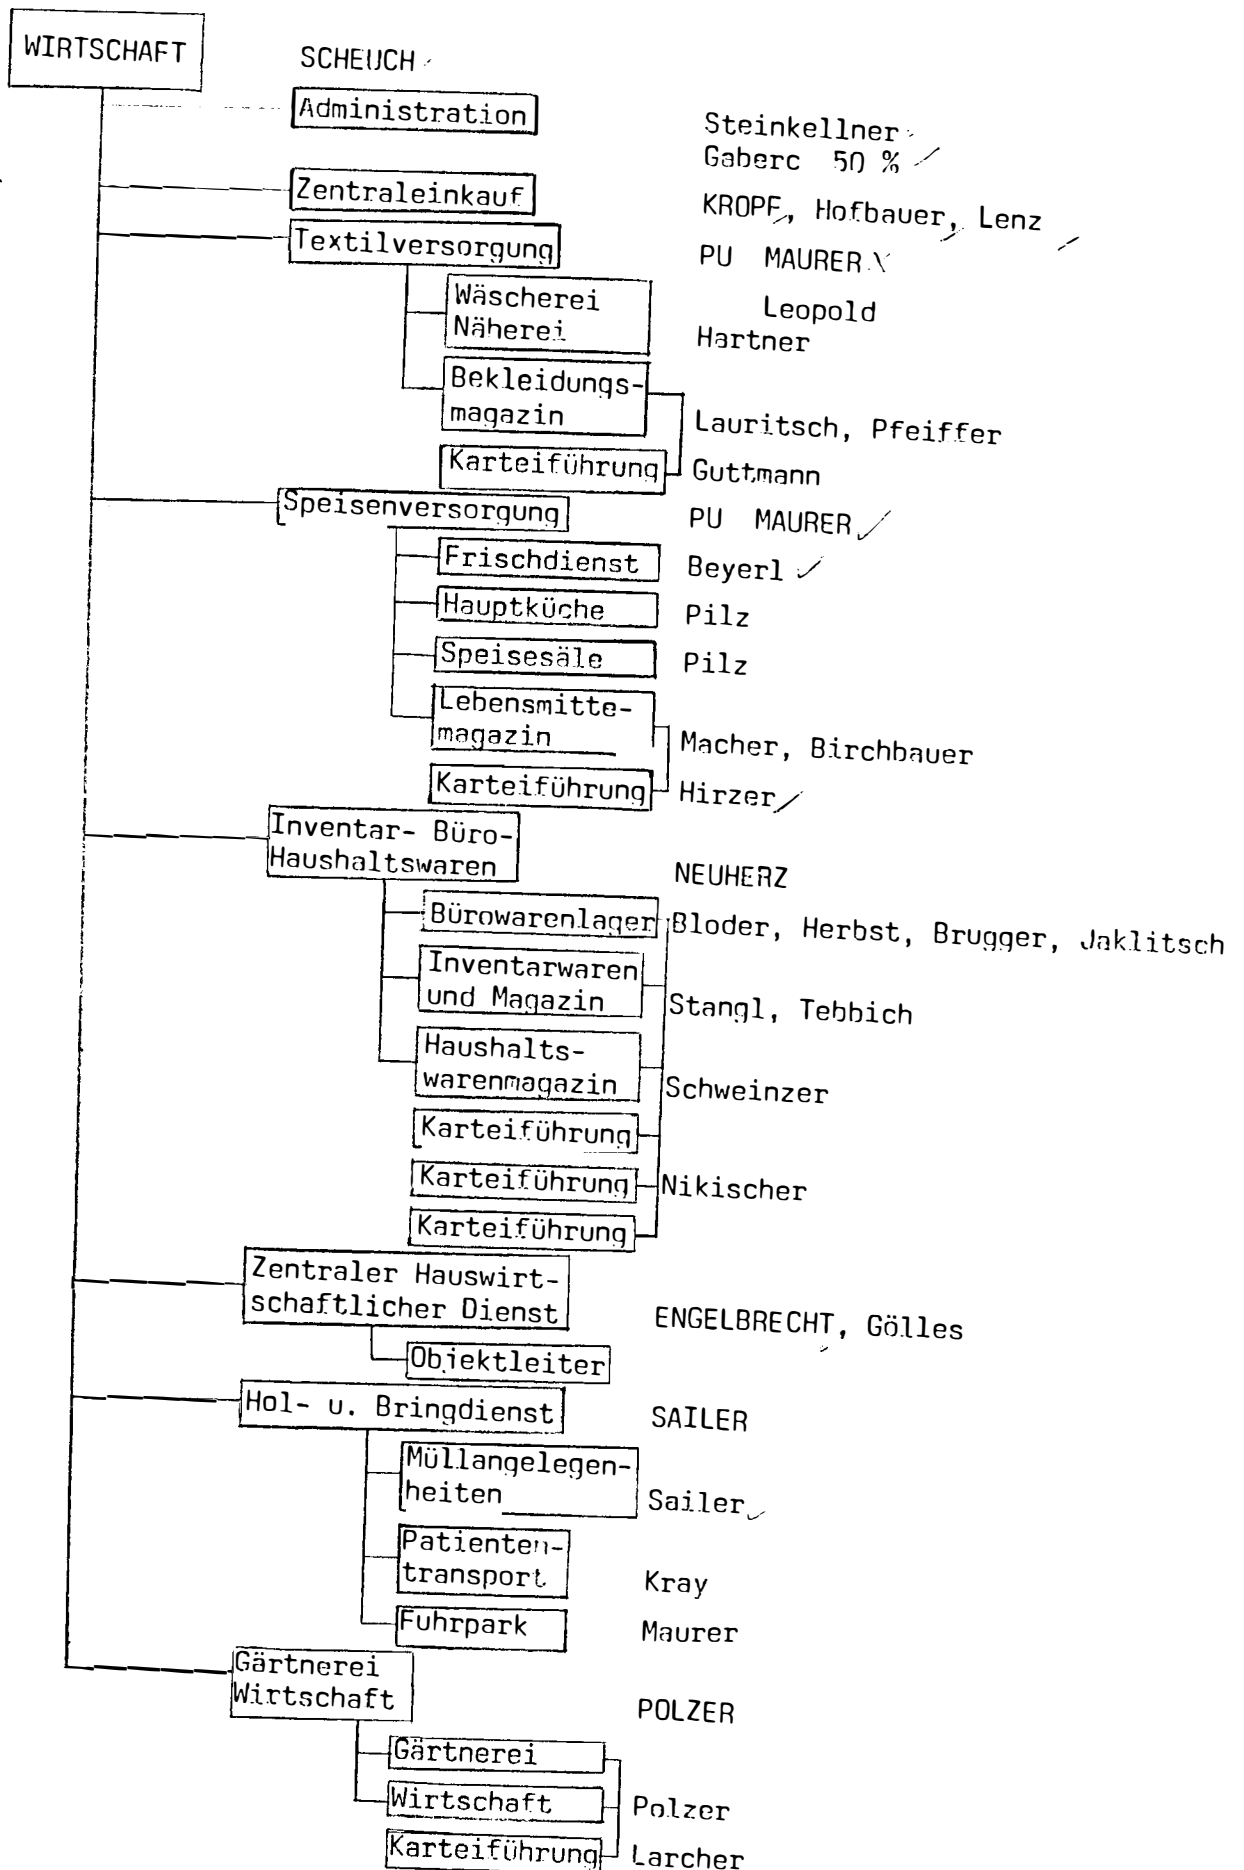 WIRTSCHAFT
SCHEUCH
Administration
Steinkellner
Gaberc 50 %
Zentraleinkauf
KROPF, Hofbauer, Lenz
Textilversorgung
PU MAURER
Wäscherei
Näherei
Leopold
Hartner
Bekleidungs-
magazin
Lauritsch, Pfeiffer
Karteiführung
Guttmann
Speisenversorgung
PU MAURER
Frischdienst
Beyerl
Hauptküche
Pilz
Speisesäle
Pilz
Lebensmitte-
magazin
Macher, Birchbauer
Karteiführung
Hirzer
Inventar- Büro-
Haushaltswaren
NEUHERZ
Bürowarenlager
Bloder, Herbst, Brugger, Jaklitsch
Inventarwaren
und Magazin
Stangl, Tebbich
Haushalts-
warenmagazin
Schweinzer
Karteiführung
Karteiführung
Nikischer
Karteiführung
Zentraler Hauswirt-
schaftlicher Dienst
ENGELBRECHT, Gölles
Objektleiter
Hol- u. Bringdienst
SAILER
Müllangelegen-
heiten
Sailer
Patienten-
transport
Kray
Fuhrpark
Maurer
Gärtnerei
Wirtschaft
POLZER
Gärtnerei
Wirtschaft
Polzer
Karteiführung
Larcher